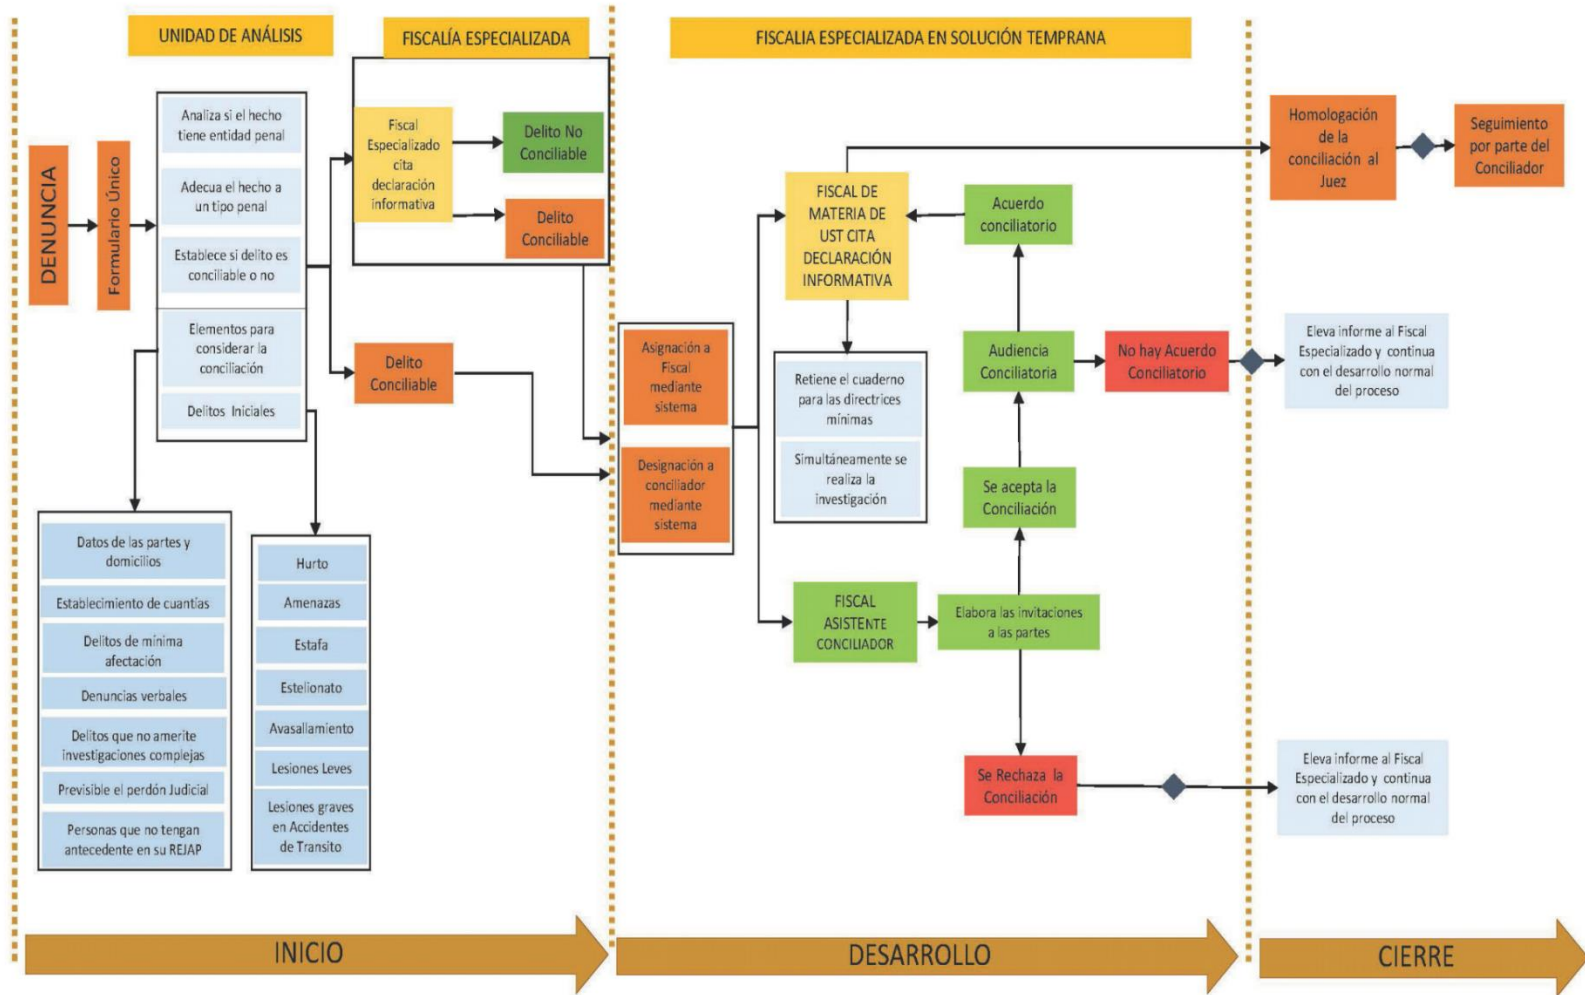 UNIDAD DE ANÁLISIS
FISCALÍA ESPECIALIZADA
FISCALIA ESPECIALIZADA EN SOLUCIÓN TEMPRANA
DENUNCIA
Formulario Único
Analiza si el hecho
tiene entidad penal
Adecua el hecho a
un tipo penal
Establece si delito es
conciliable o no
Elementos para
considerar la
conciliación
Delitos Iniciales
Fiscal
Especializado
cita
declaración
informativa
Delito No
Conciliable
Delito
Conciliable
Delito
Conciliable
Datos de las partes y
domicilios
Establecimiento de cuantías
Delitos de mínima
afectación
Denuncias verbales
Delitos que no amerite
investigaciones complejas
Previsible el perdón Judicial
Personas que no tengan
antecedente en su REJAP
Hurto
Amenazas
Estafa
Estelionato
Avasallamiento
Lesiones Leves
Lesiones graves
en Accidentes
de Transito
Asignación a
Fiscal
mediante
sistema
Designación a
conciliador
mediante
sistema
FISCAL DE
MATERIA DE
UST CITA
DECLARACIÓN
INFORMATIVA
Retiene el cuaderno
para las directrices
mínimas
Simultáneamente se
realiza la
investigación
FISCAL
ASISTENTE
CONCILIADOR
Elabora las invitaciones
a las partes
Acuerdo
conciliatorio
Audiencia
Conciliatoria
Se acepta la
Conciliación
No hay Acuerdo
Conciliatorio
Se Rechaza la
Conciliación
Homologación
de la
conciliación al
Juez
Seguimiento
por parte del
Conciliador
Eleva informe al Fiscal
Especializado y continua
con el desarrollo normal
del proceso
Eleva informe al Fiscal
Especializado y continua
con el desarrollo normal
del proceso
INICIO
DESARROLLO
CIERRE